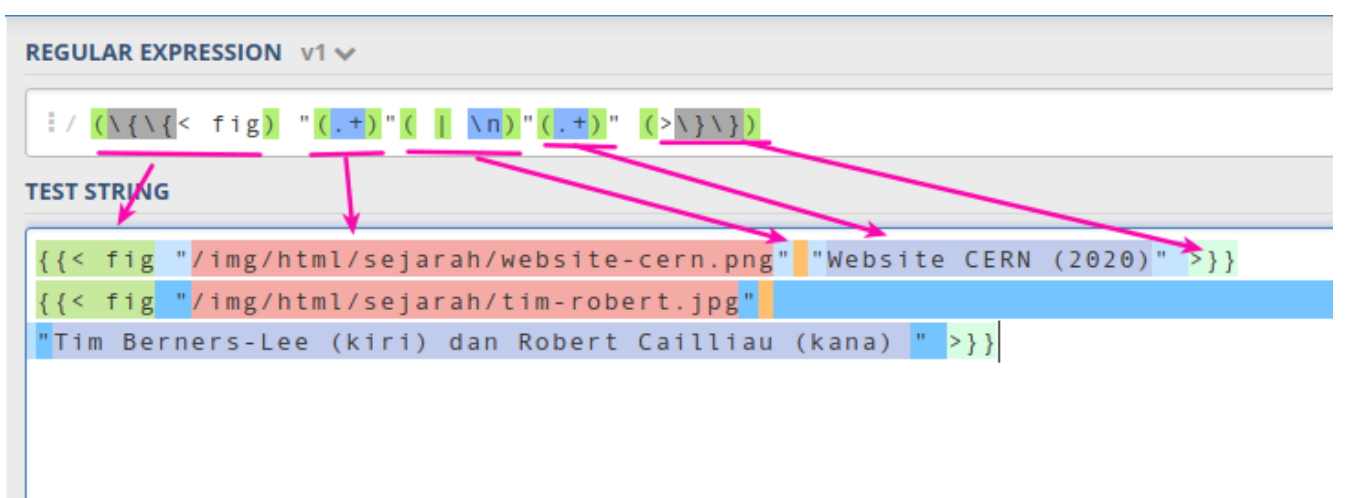 REGULAR EXPRESSION v1
/ (\{\{< fig) "(.+)"( | \n)"(.+)" (>\}\})
TEST STRING
{{< fig "/img/html/sejarah/website-cern.png" "Website CERN (2020)" >}}
{{< fig "/img/html/sejarah/tim-robert.jpg"
"Tim Berners-Lee (kiri) dan Robert Cailliau (kana) " >}}